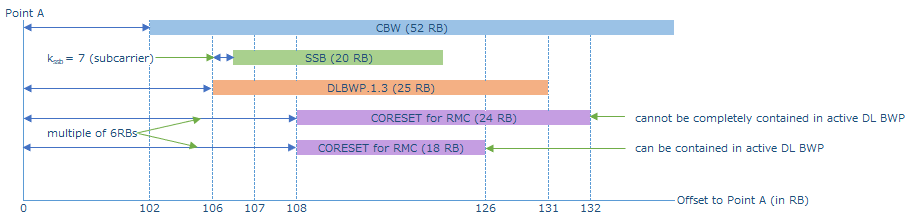 Point A
CBW (52 RB)
kssb = 7 (subcarrier)
SSB (20 RB)
DLBWP.1.3 (25 RB)
CORESET for RMC (24 RB)
cannot be completely contained in active DL BWP
multiple of 6RBs
CORESET for RMC (18 RB)
can be contained in active DL BWP
Offset to Point A (in RB)
0 102 106 107 108 126 131 132